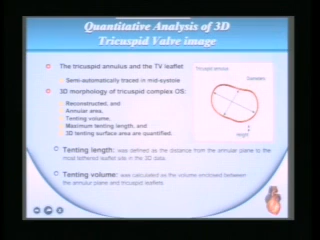 Quantitative Analysis of 3D
Tricuspid Valve image
The tricuspid annulus and the TV leaflet
Semi-automatically traced in mid-systole
3D morphology of tricuspid complex
Reconstructed, and
Annular area,
Tenting volume,
Maximum tenting length, and
3D tenting surface area are quantified.
Tricuspid annulus
Diameters
Height
Tenting length: was defined as the distance from the annular plane to the
most tethered leaflet site in the 3D data.
Tenting volume: was calculated as the volume enclosed between
the annular plane and tricuspid leaflets